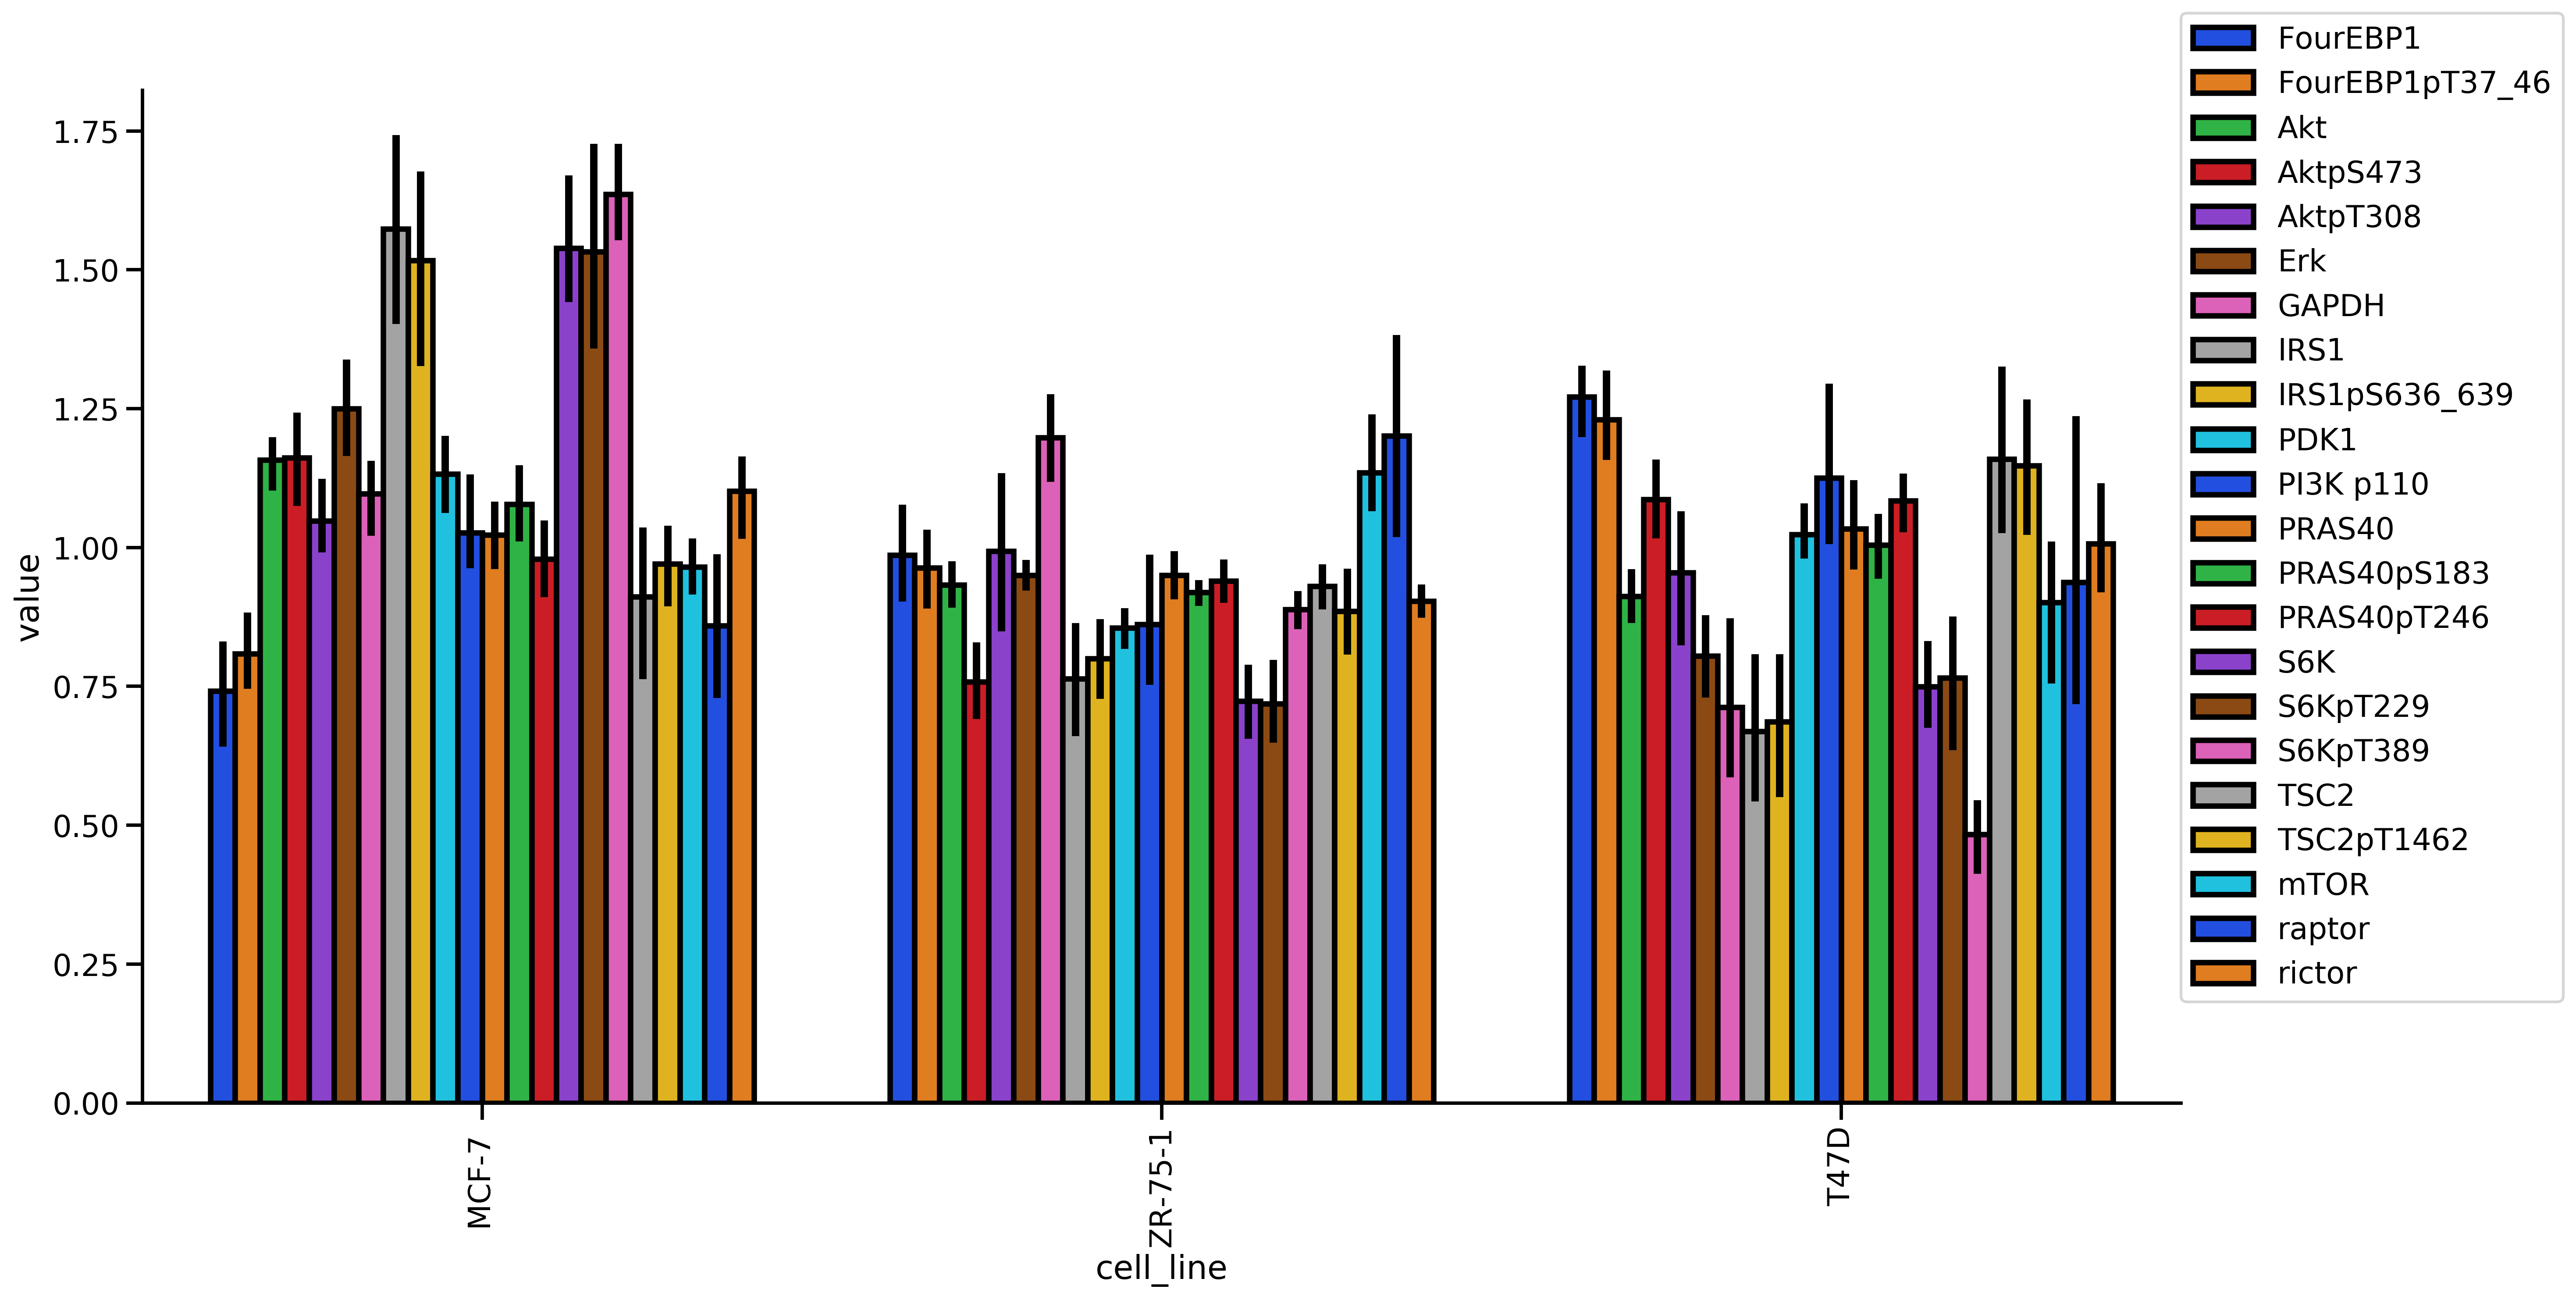 value
1.75
1.50
1.25
1.00
0.75
0.50
0.25
0.00
MCF-7
ZR-75-1
T47D
cell_line
FourEBP1
FourEBP1pT37_46
Akt
AktpS473
AktpT308
Erk
GAPDH
IRS1
IRS1pS636_639
PDK1
PI3K p110
PRAS40
PRAS40pS183
PRAS40pT246
S6K
S6KpT229
S6KpT389
TSC2
TSC2pT1462
mTOR
raptor
rictor